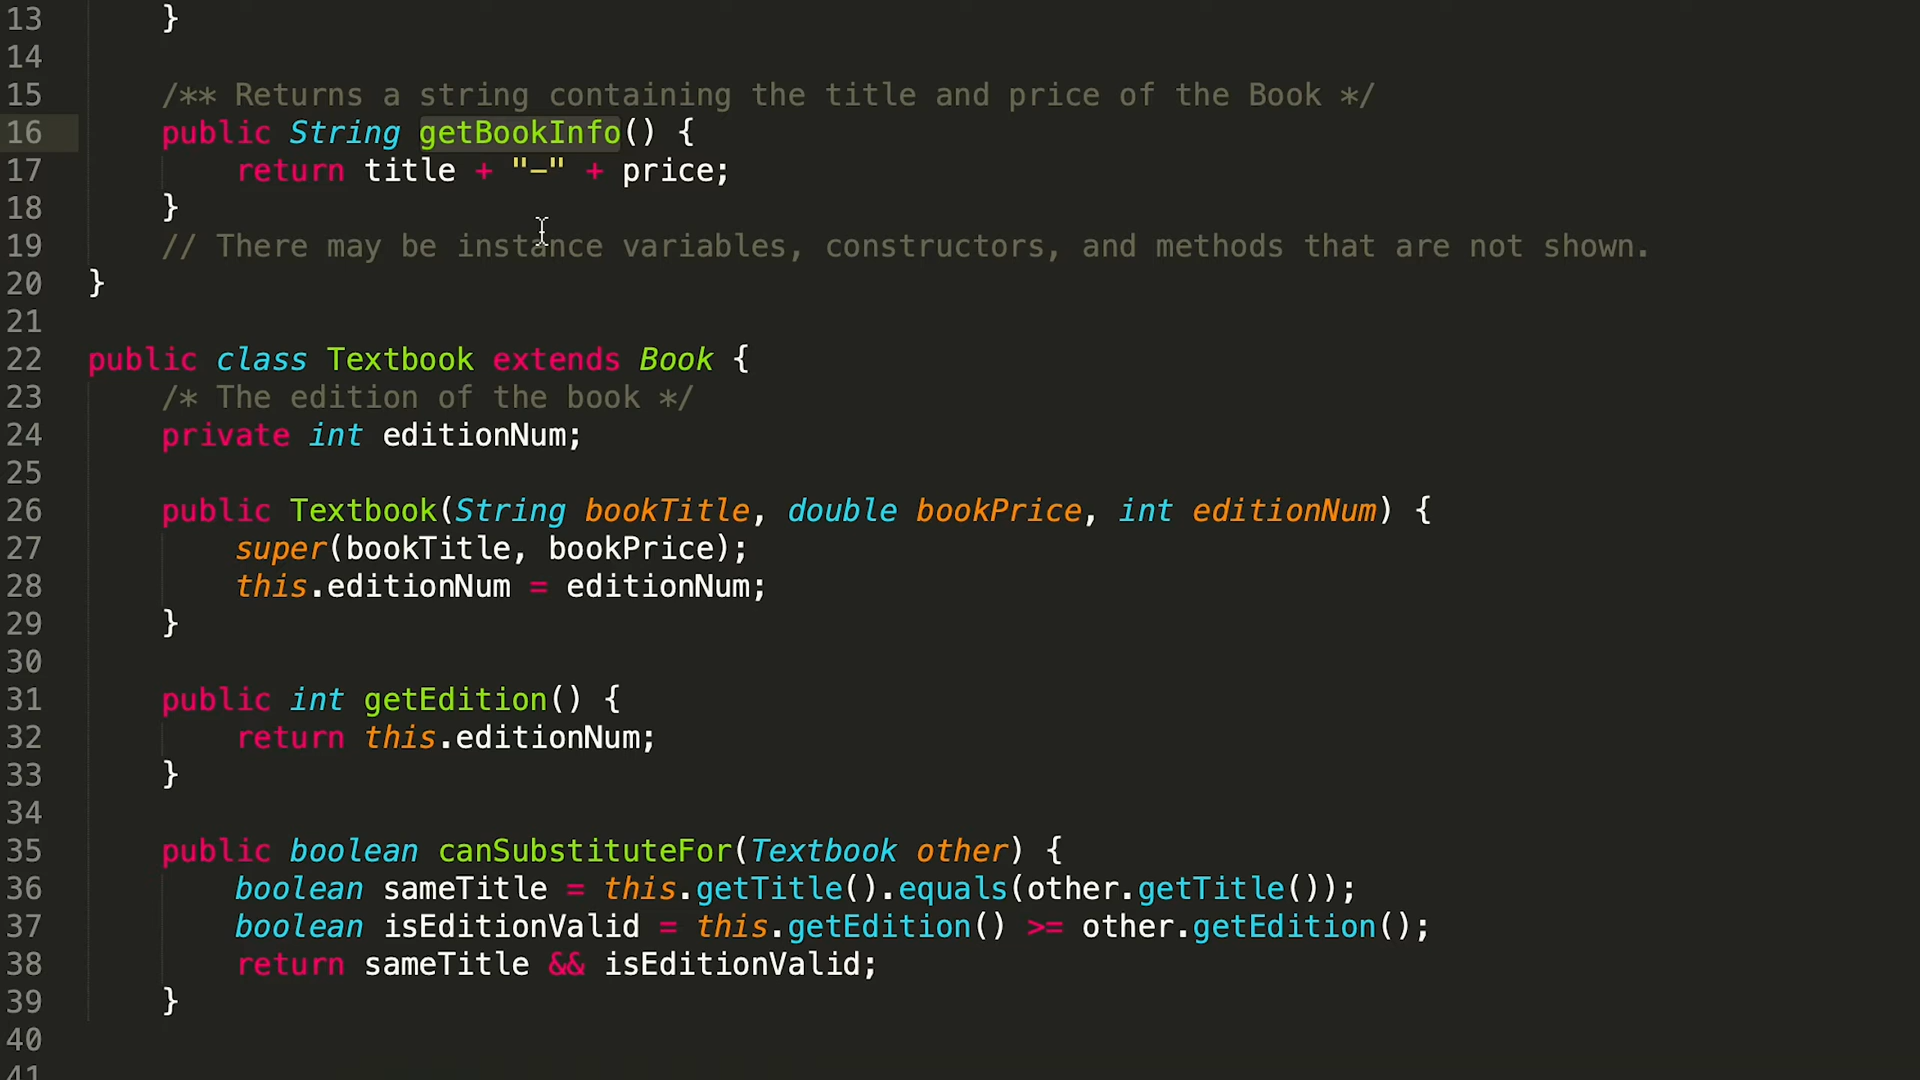 13 }
14
15 /** Returns a string containing the title and price of the Book */
16 public String getBookInfo() {
17 return title + "-" + price;
18 }
19 // There may be instance variables, constructors, and methods that are not shown.
20 }
21
22 public class Textbook extends Book {
23 /* The edition of the book */
24 private int editionNum;
25
26 public Textbook(String bookTitle, double bookPrice, int editionNum) {
27 super(bookTitle, bookPrice);
28 this.editionNum = editionNum;
29 }
30
31 public int getEdition() {
32 return this.editionNum;
33 }
34
35 public boolean canSubstituteFor(Textbook other) {
36 boolean sameTitle = this.getTitle().equals(other.getTitle());
37 boolean isEditionValid = this.getEdition() >= other.getEdition();
38 return sameTitle && isEditionValid;
39 }
40
41